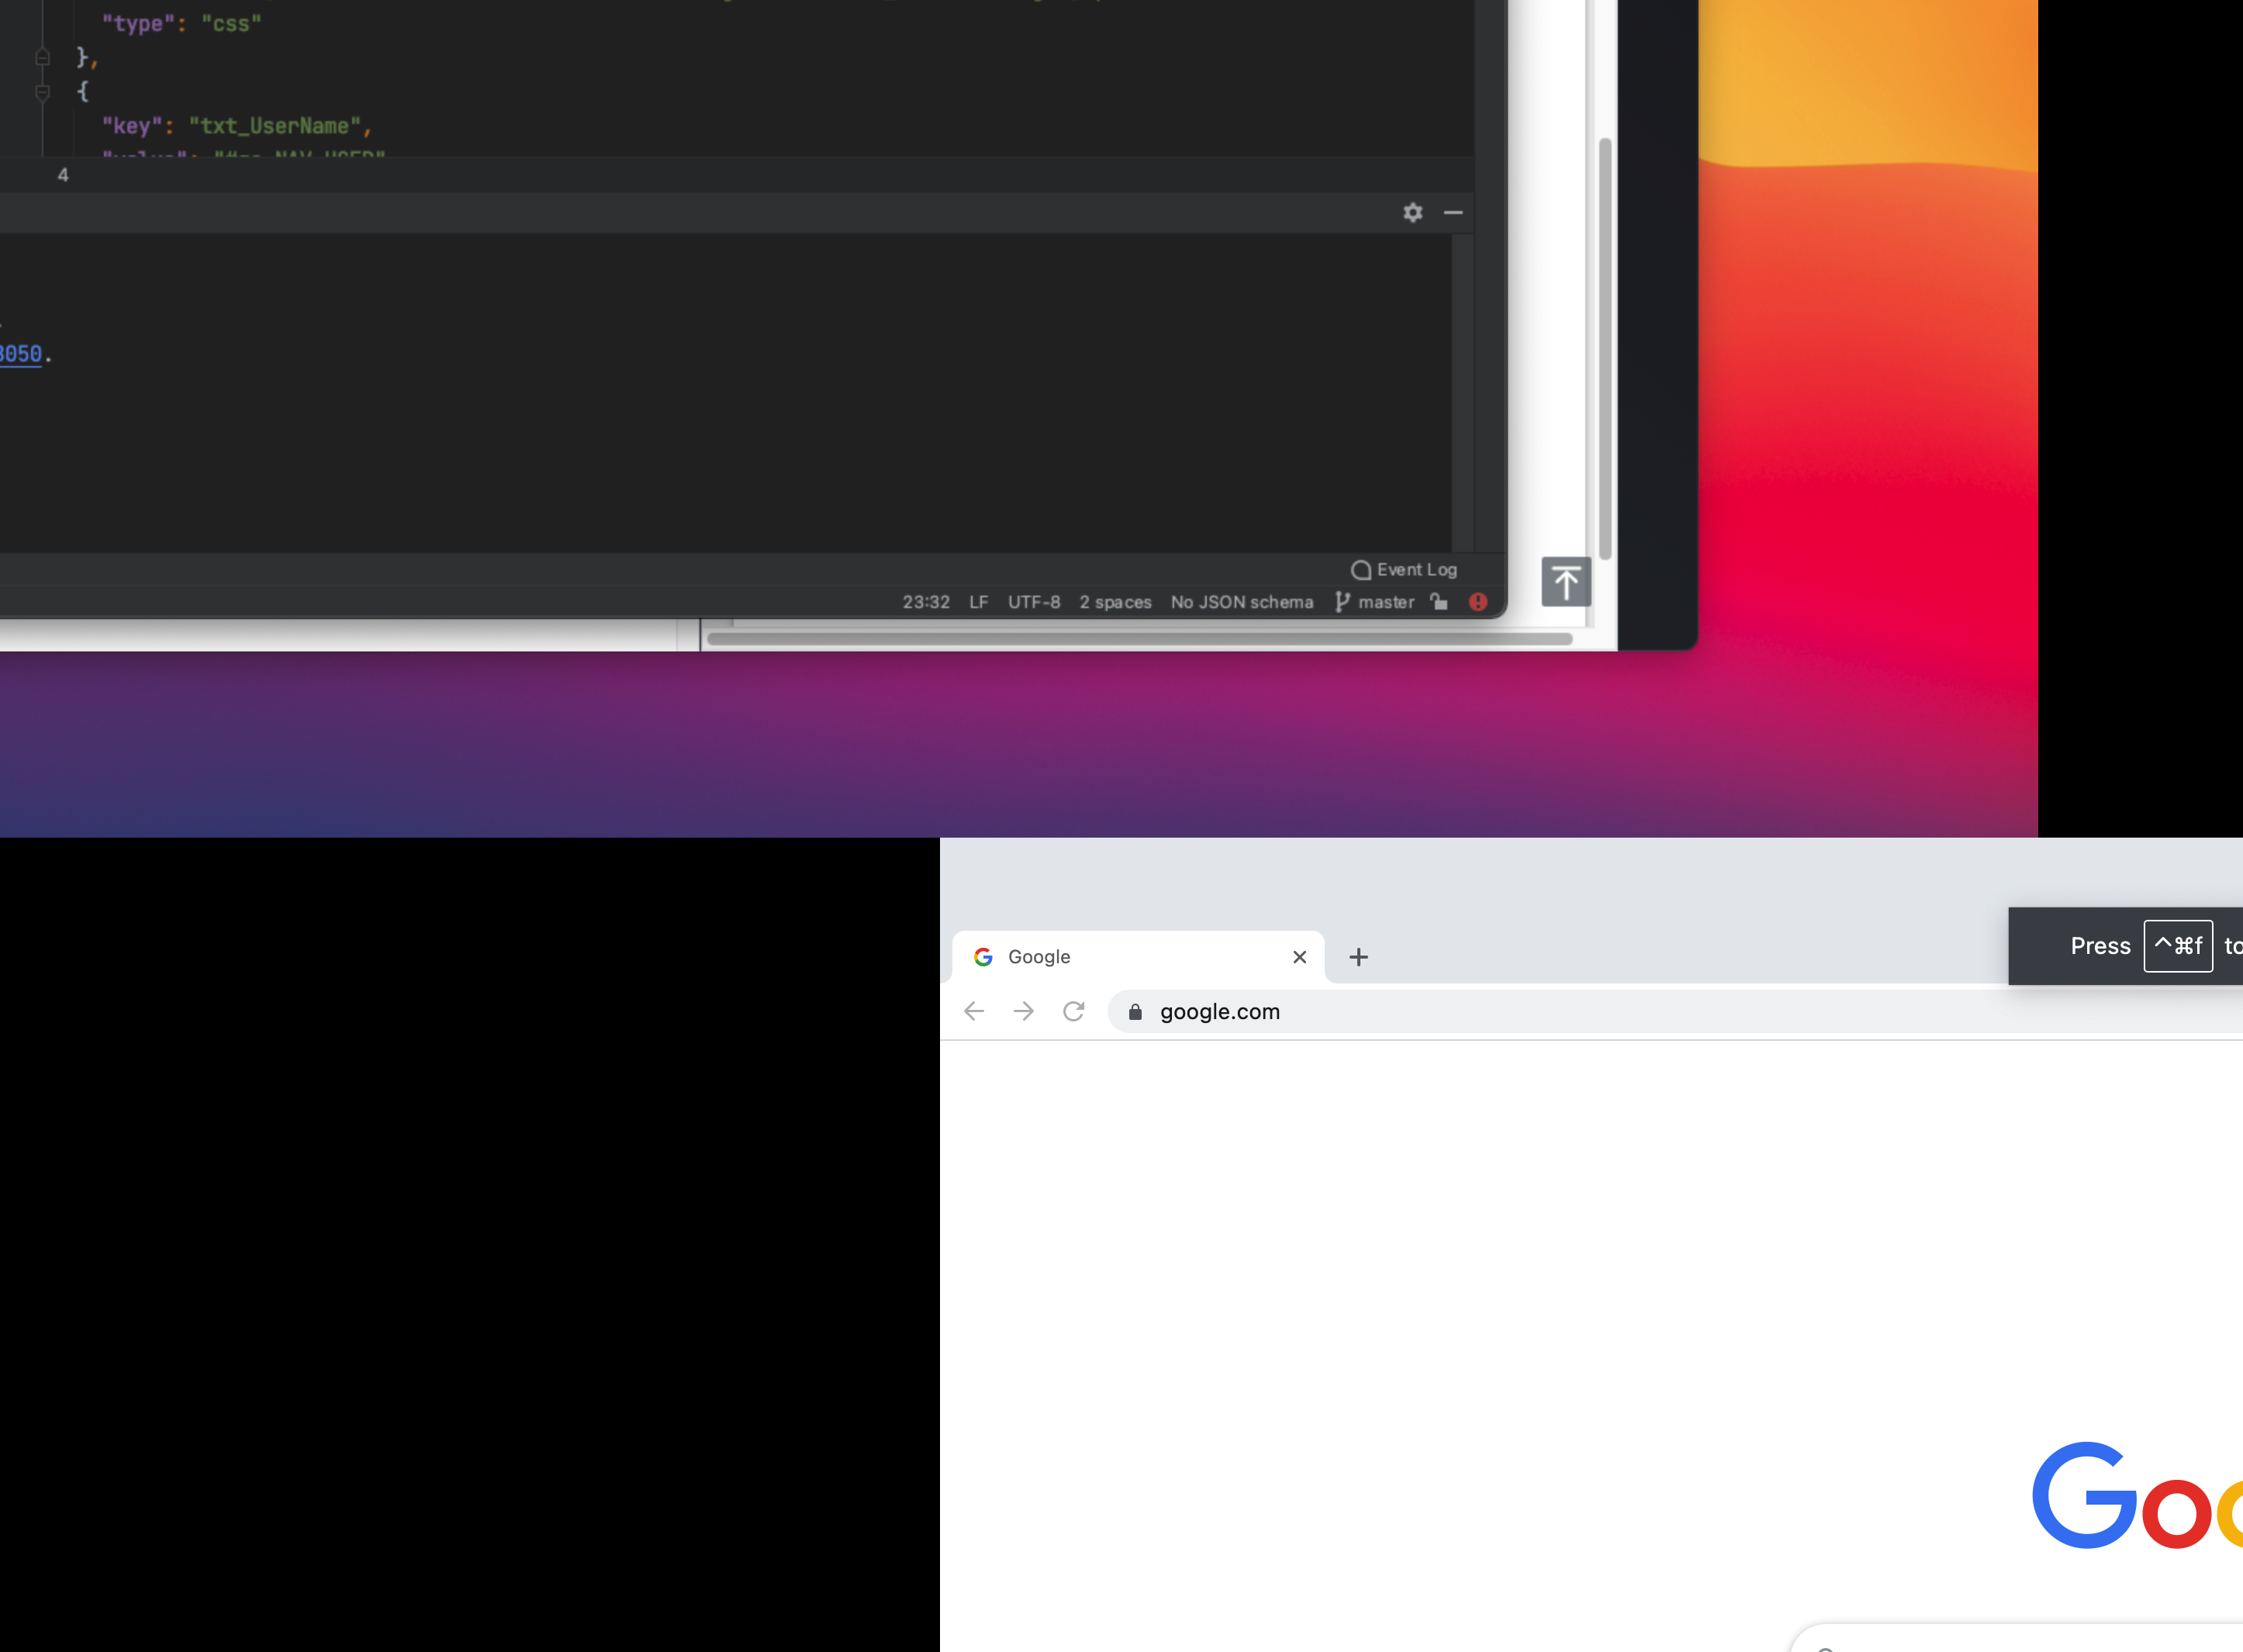 "type": "css"
},
{
"key": "txt_UserName",
4
3050.
Event Log
23:32 LF UTF-8 2 spaces No JSON schema master
Google
Press ^⌘f to
google.com
Goo